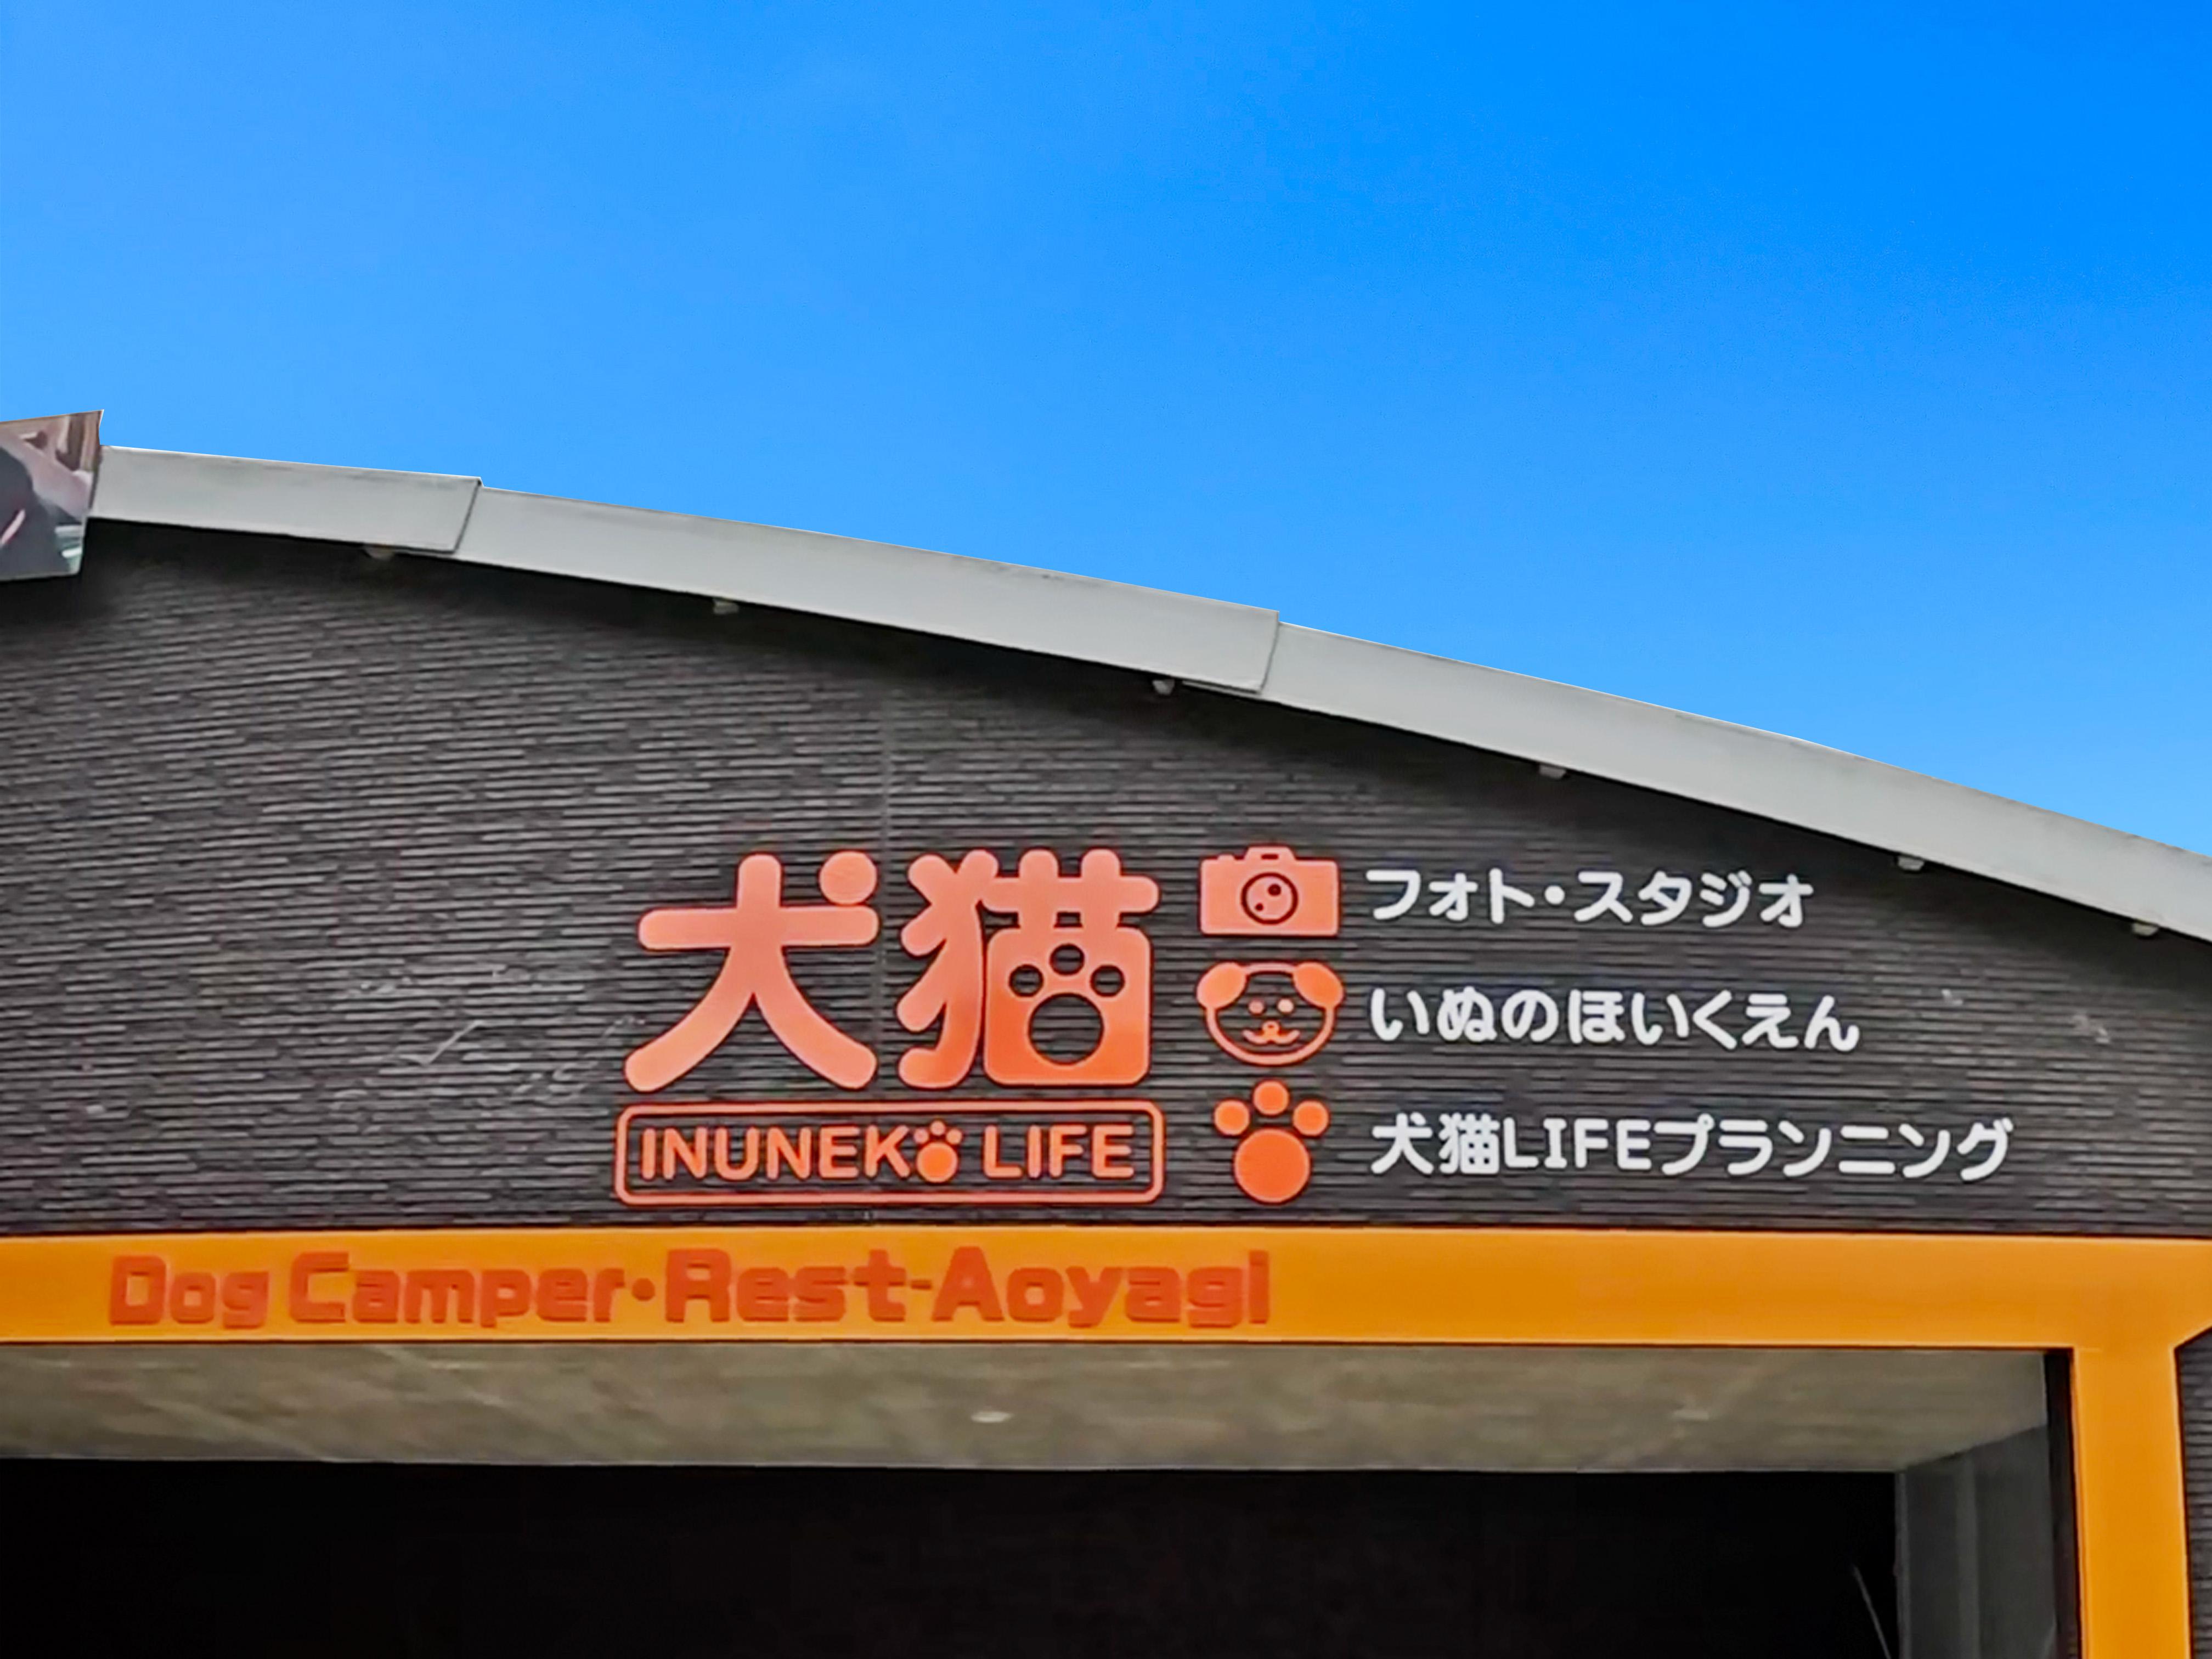 犬猫
INUNEKO LIFE
フォト・スタジオ
いぬのほいくえん
犬猫LIFEプランニング
Dog Camper・Rest-Aoyagi